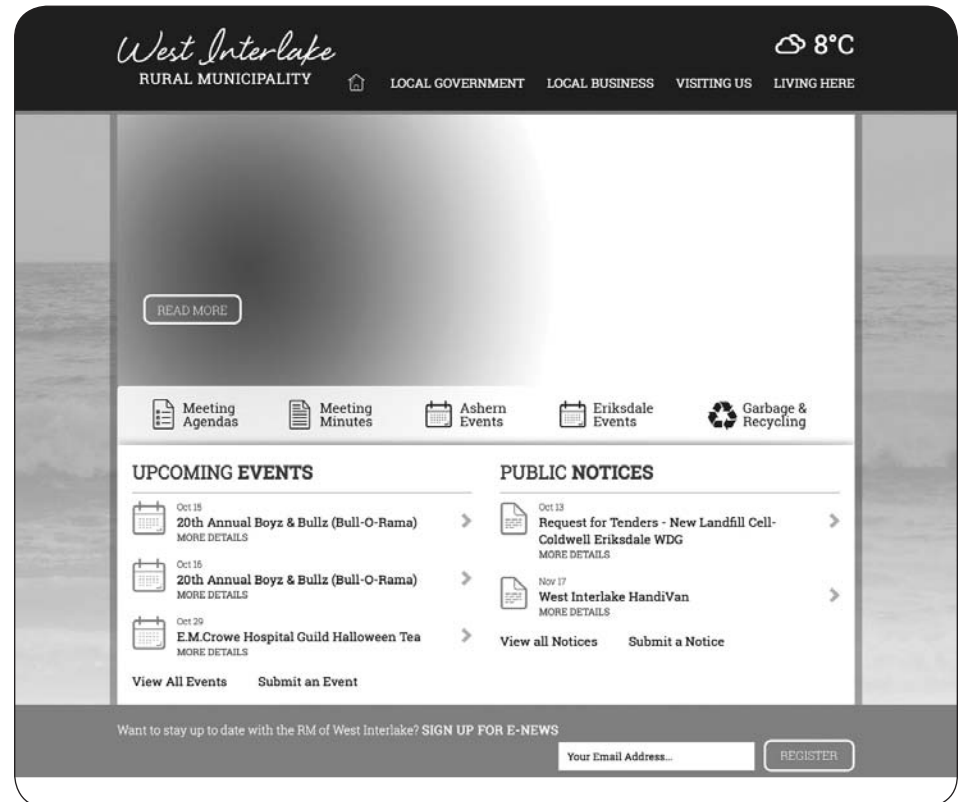 West Interlake
RURAL MUNICIPALITY
8°C
LOCAL GOVERNMENT LOCAL BUSINESS VISITING US LIVING HERE
READ MORE
Meeting
Agendas
Meeting
Minutes
Ashern
Events
Eriksdale
Events
Garbage &
Recycling
UPCOMING EVENTS
Oct 15
20th Annual Boyz & Bullz (Bull-O-Rama)
MORE DETAILS
Oct 16
20th Annual Boyz & Bullz (Bull-O-Rama)
MORE DETAILS
Oct 29
E.M.Crowe Hospital Guild Halloween Tea
MORE DETAILS
View All Events Submit an Event
PUBLIC NOTICES
Oct 13
Request for Tenders - New Landfill Cell-
Coldwell Eriksdale WDG
MORE DETAILS
Nov 17
West Interlake HandiVan
MORE DETAILS
View all Notices Submit a Notice
Want to stay up to date with the RM of West Interlake? SIGN UP FOR E-NEWS
Your Email Address...
REGISTER